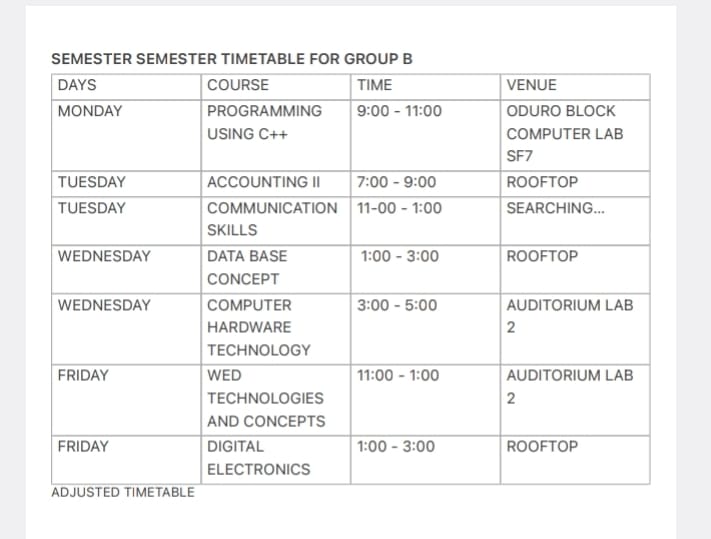 SEMESTER SEMESTER TIMETABLE FOR GROUP B
DAYS COURSE TIME VENUE
MONDAY PROGRAMMING 9:00 - 11:00 ODURO BLOCK
USING C++ COMPUTER LAB
SF7
TUESDAY ACCOUNTING II 7:00 - 9:00 ROOFTOP
TUESDAY COMMUNICATION 11-00 - 1:00 SEARCHING...
SKILLS
WEDNESDAY DATA BASE 1:00 - 3:00 ROOFTOP
CONCEPT
WEDNESDAY COMPUTER 3:00 - 5:00 AUDITORIUM LAB
HARDWARE 2
TECHNOLOGY
FRIDAY WED 11:00 - 1:00 AUDITORIUM LAB
TECHNOLOGIES 2
AND CONCEPTS
FRIDAY DIGITAL 1:00 - 3:00 ROOFTOP
ELECTRONICS
ADJUSTED TIMETABLE